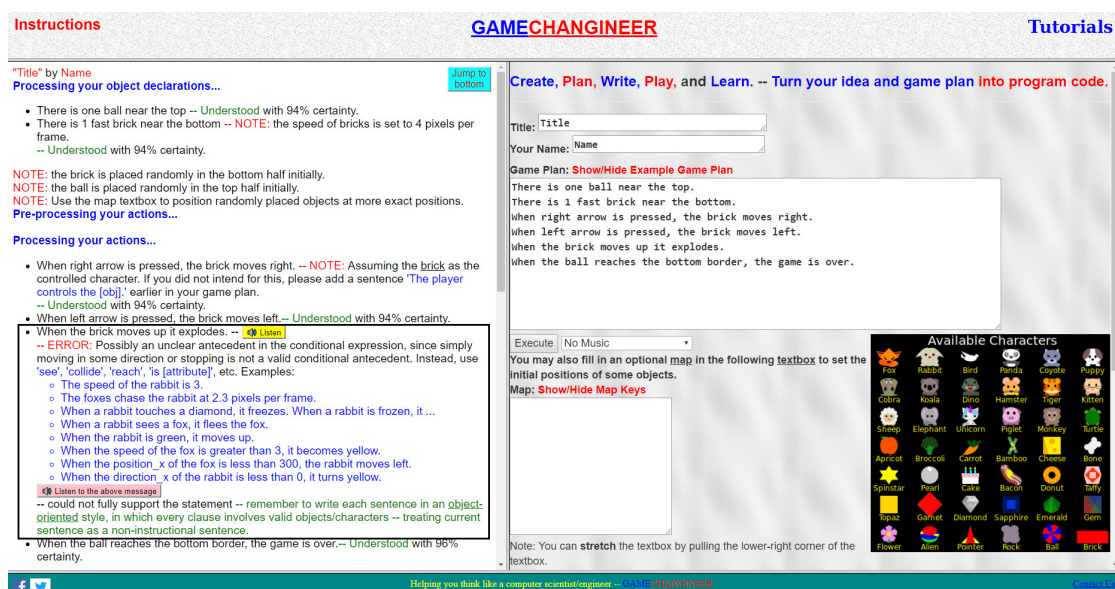 Instructions
GAMECHANGINEER
Tutorials
"Title" by Name
Jump to
bottom
Processing your object declarations...
There is one ball near the top -- Understood with 94% certainty.
There is 1 fast brick near the bottom -- NOTE: the speed of bricks is set to 4 pixels per
frame.
-- Understood with 94% certainty.
NOTE: the brick is placed randomly in the bottom half initially.
NOTE: the ball is placed randomly in the top half initially.
NOTE: Use the map textbox to position randomly placed objects at more exact positions.
Pre-processing your actions...
Processing your actions...
When right arrow is pressed, the brick moves right. -- NOTE: Assuming the brick as the
controlled character. If you did not intend for this, please add a sentence 'The player
controls the [obj].' earlier in your game plan.
-- Understood with 94% certainty.
When left arrow is pressed, the brick moves left.-- Understood with 94% certainty.
When the brick moves up it explodes. -- Listen
-- ERROR: Possibly an unclear antecedent in the conditional expression, since simply
moving in some direction or stopping is not a valid conditional antecedent. Instead, use
'see', 'collide', 'reach', 'is [attribute]', etc. Examples:
The speed of the rabbit is 3.
The foxes chase the rabbit at 2.3 pixels per frame.
When a rabbit touches a diamond, it freezes. When a rabbit is frozen, it ...
When a rabbit sees a fox, it flees the fox.
When the rabbit is green, it moves up.
When the speed of the fox is greater than 3, it becomes yellow.
When the position_x of the fox is less than 300, the rabbit moves left.
When the direction_x of the rabbit is less than 0, it turns yellow.
Listen to the above message
-- could not fully support the statement -- remember to write each sentence in an object-
oriented style, in which every clause involves valid objects/characters -- treating current
sentence as a non-instructional sentence.
When the ball reaches the bottom border, the game is over.-- Understood with 96%
certainty.
Create, Plan, Write, Play, and Learn. -- Turn your idea and game plan into program code.
Title: Title
Your Name: Name
Game Plan: Show/Hide Example Game Plan
There is one ball near the top.
There is 1 fast brick near the bottom.
When right arrow is pressed, the brick moves right.
When left arrow is pressed, the brick moves left.
When the brick moves up it explodes.
When the ball reaches the bottom border, the game is over.
Execute No Music
You may also fill in an optional map in the following textbox to set the
initial positions of some objects.
Map: Show/Hide Map Keys
Note: You can stretch the textbox by pulling the lower-right corner of the
textbox.
Available Characters
Fox Rabbit Bird Panda Coyote Puppy
Cobra Koala Dino Hamster Tiger Kitten
Sheep Elephant Unicorn Piglet Monkey Turtle
Apricot Broccoli Carrot Bamboo Cheese Bone
Spinstar Pearl Cake Bacon Donut Taffy
Topaz Garnet Diamond Sapphire Emerald Gem
Flower Alien Pointer Rock Ball Brick
Helping you think like a computer scientist/engineer -- GAMECHANGINEER
Contact Us